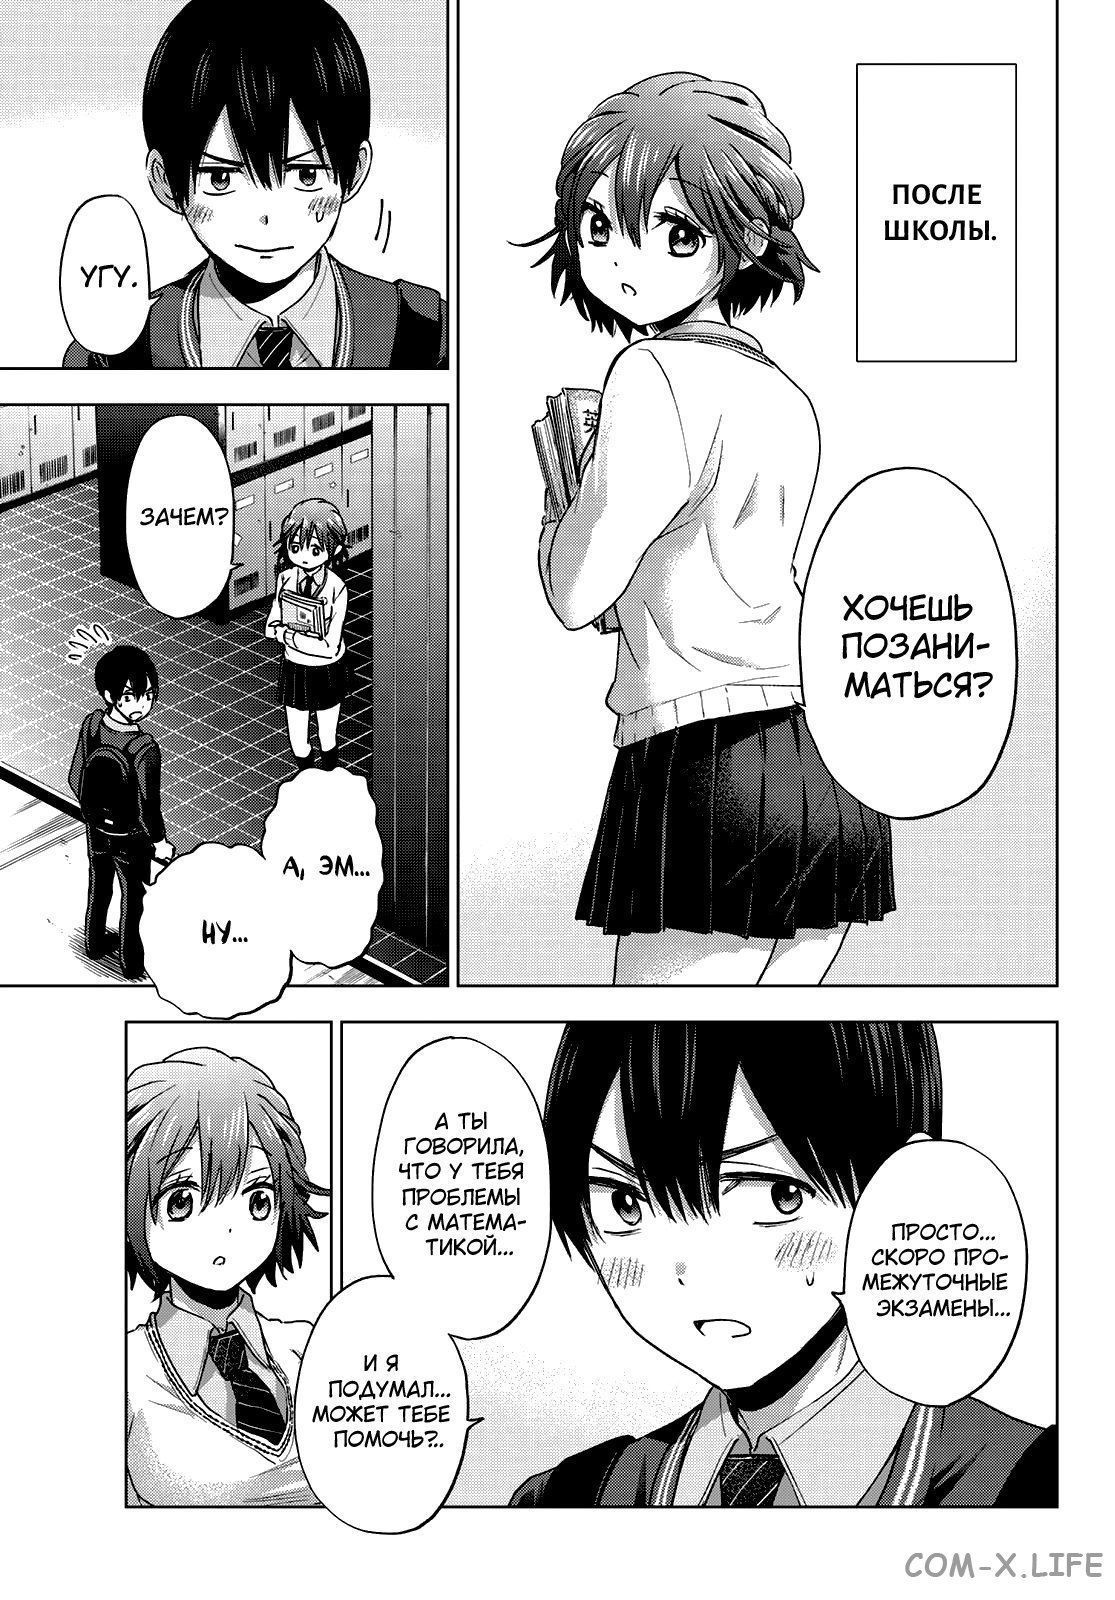 ПОСЛЕ
ШКОЛЫ.
英
ХОЧЕШЬ
ПОЗАНИ-
МАТЬСЯ?
УГУ.
ЗАЧЕМ?
А, ЭМ...
НУ...
ПРОСТО...
СКОРО ПРО-
МЕЖУТОЧНЫЕ
ЭКЗАМЕНЫ...
А ТЫ
ГОВОРИЛА,
ЧТО У ТЕБЯ
ПРОБЛЕМЫ
С МАТЕМА-
ТИКОЙ...
И Я
ПОДУМАЛ...
МОЖЕТ ТЕБЕ
ПОМОЧЬ?..
COM-X.LIFE